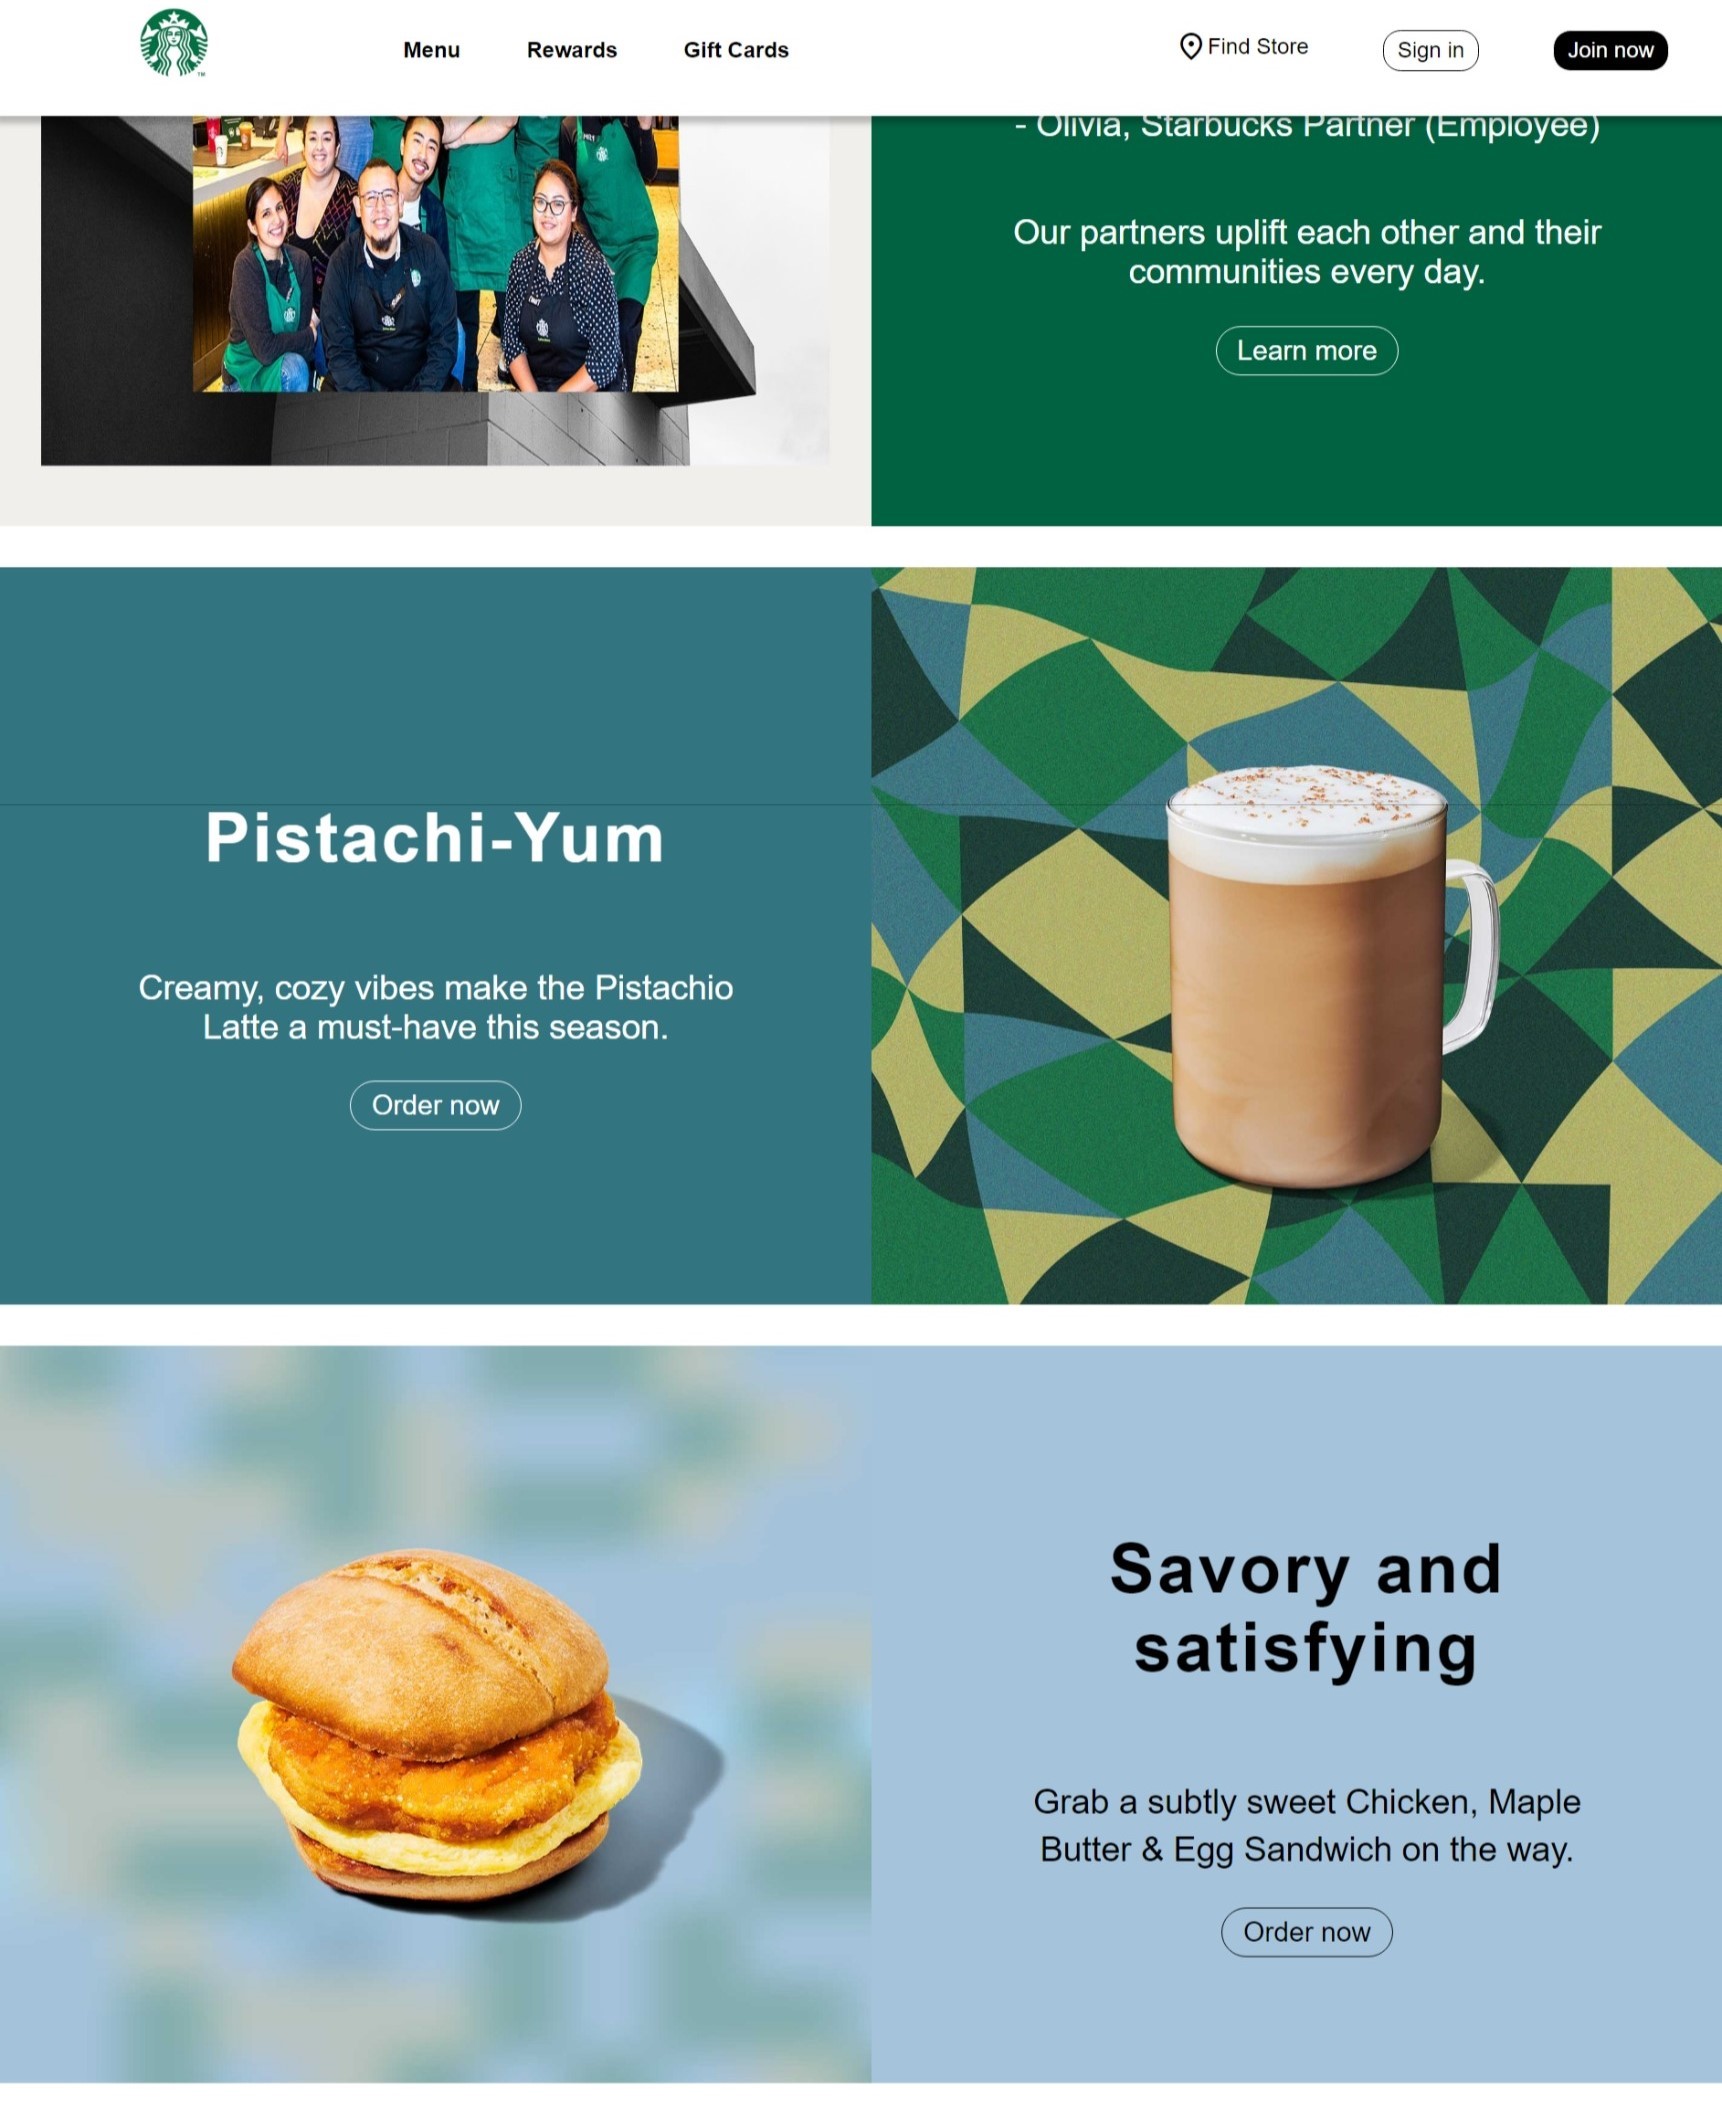 Menu
Rewards
Gift Cards
Find Store
Sign in
Join now
TM
- Olivia, Starbucks Partner (Employee)
Our partners uplift each other and their
communities every day.
Learn more
Pistachi-Yum
Creamy, cozy vibes make the Pistachio
Latte a must-have this season.
Order now
Savory and
satisfying
Grab a subtly sweet Chicken, Maple
Butter & Egg Sandwich on the way.
Order now